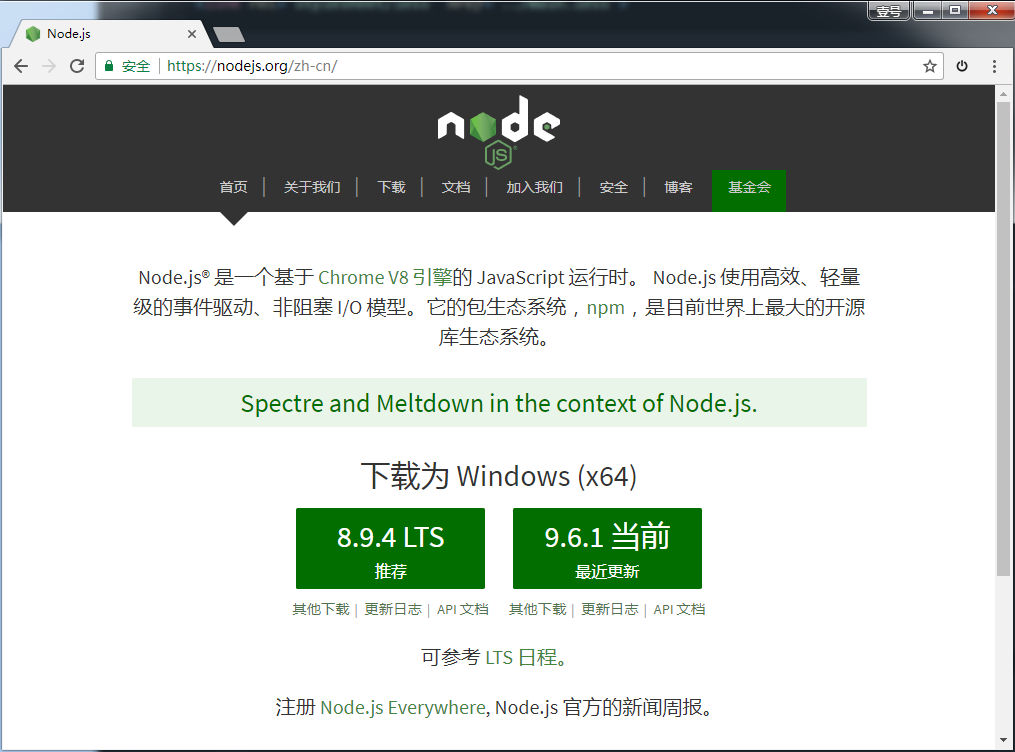 壹号
Node.js
安全 https://nodejs.org/zh-cn/
node
JS
首页 | 关于我们 | 下载 | 文档 | 加入我们 | 安全 | 博客 基金会
Node.js® 是一个基于 Chrome V8 引擎的 JavaScript 运行时。 Node.js 使用高效、轻量
级的事件驱动、非阻塞 I/O 模型。它的包生态系统，npm，是目前世界上最大的开源
库生态系统。
Spectre and Meltdown in the context of Node.js.
下载为 Windows (x64)
8.9.4 LTS 9.6.1 当前
推荐 最近更新
其他下载 | 更新日志 | API 文档 其他下载 | 更新日志 | API 文档
可参考 LTS 日程。
注册 Node.js Everywhere, Node.js 官方的新闻周报。